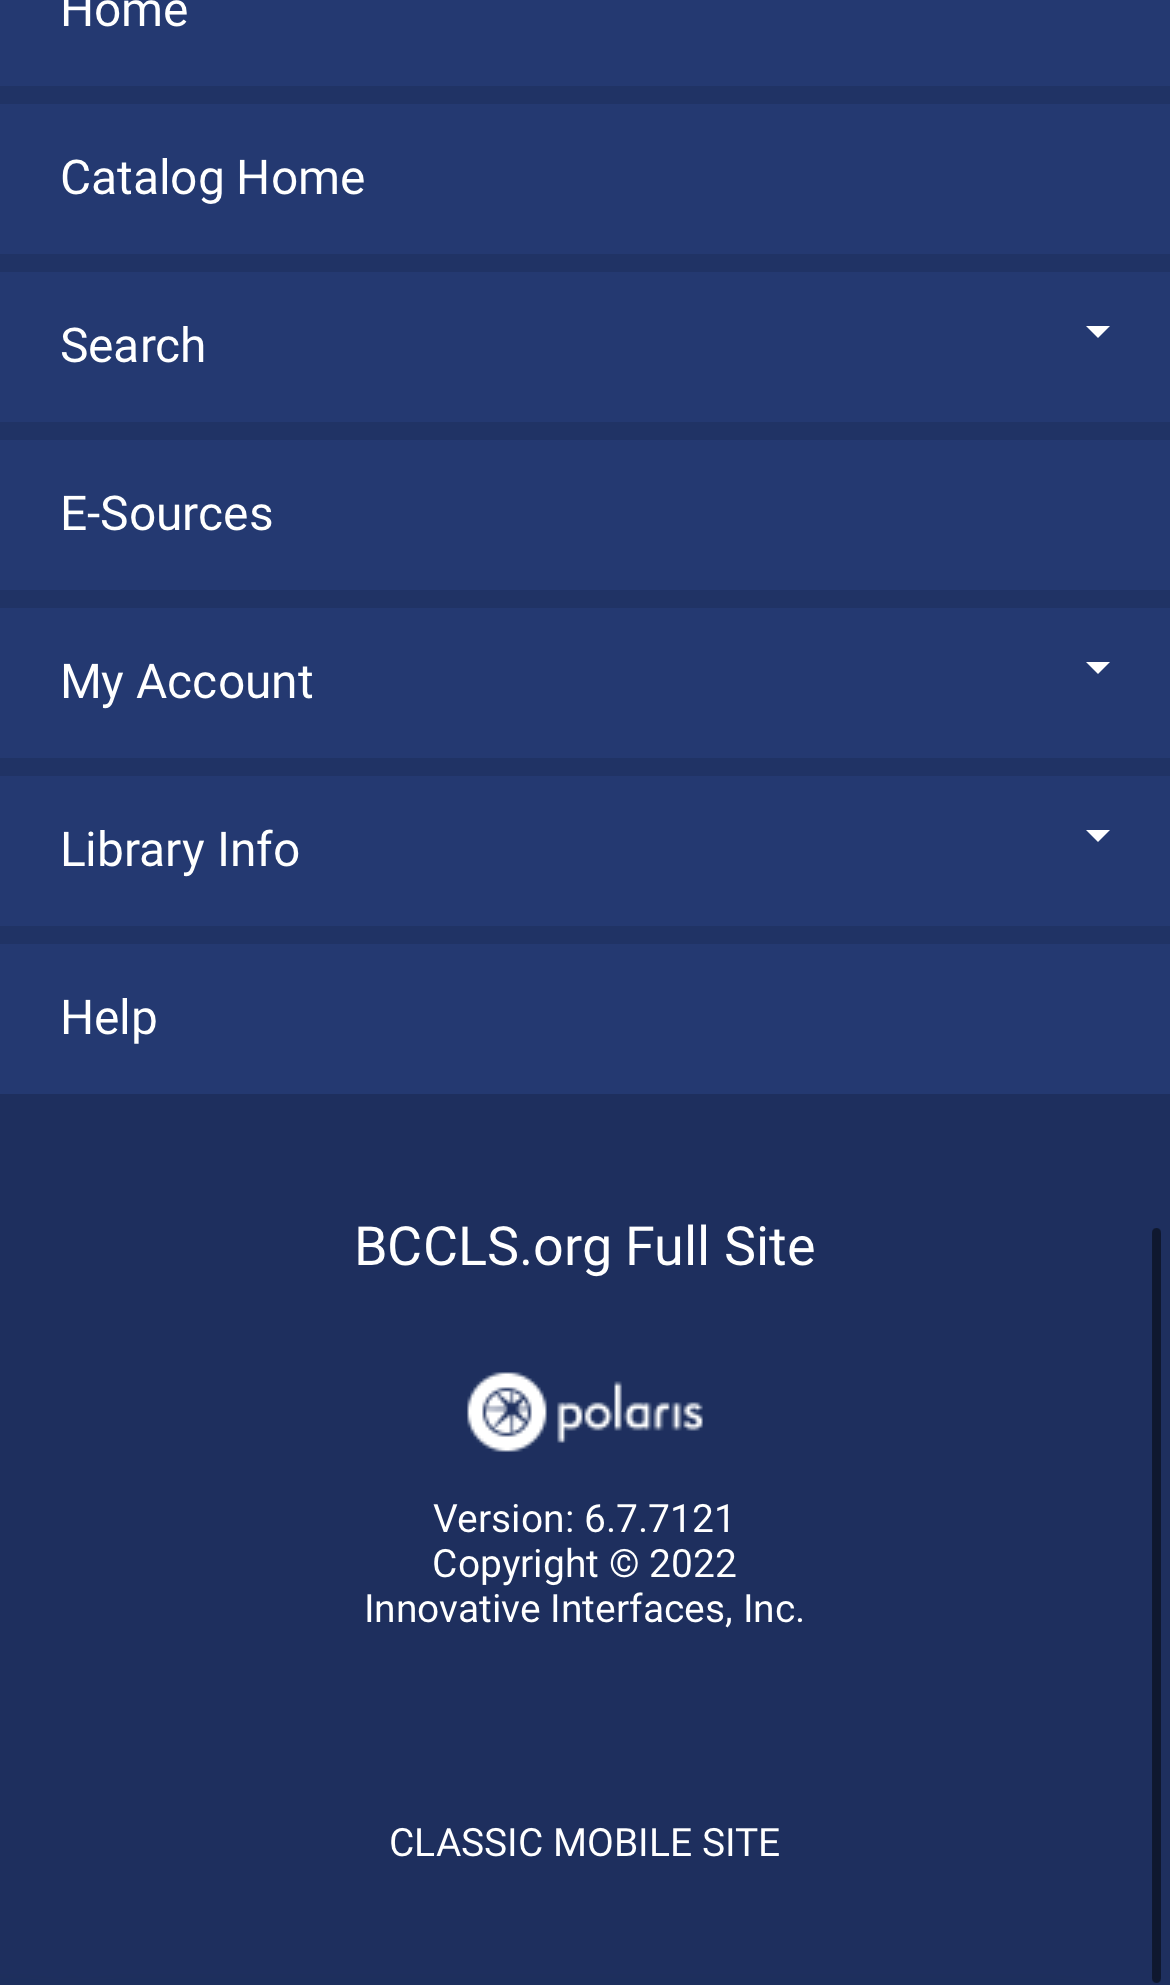 Home
Catalog Home
Search
E-Sources
My Account
Library Info
Help
BCCLS.org Full Site
polaris
Version: 6.7.7121
Copyright © 2022
Innovative Interfaces, Inc.
CLASSIC MOBILE SITE